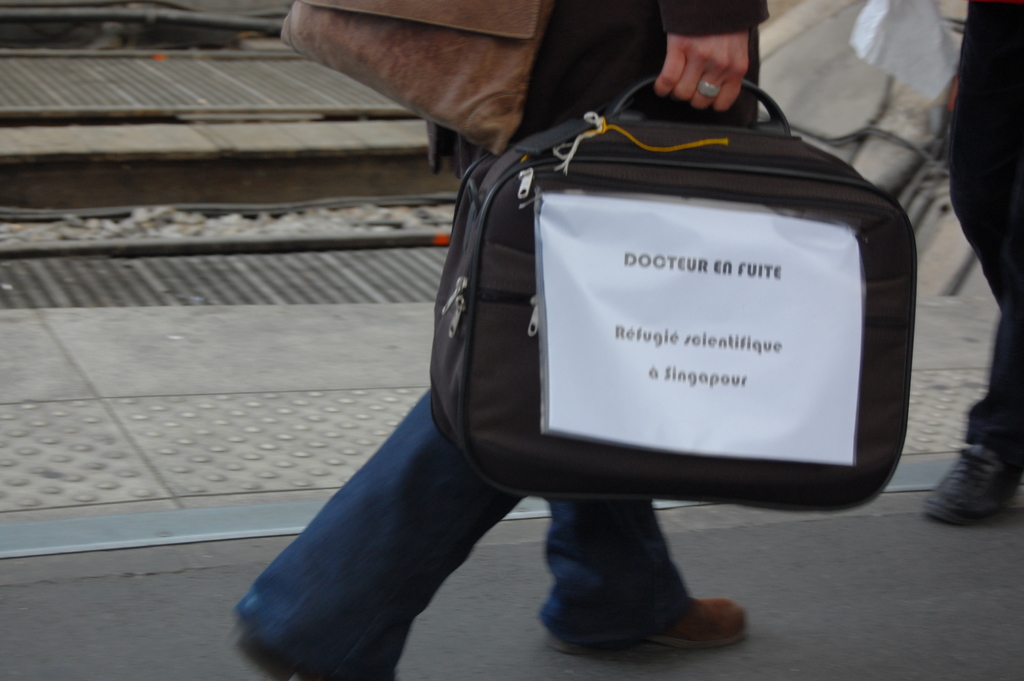 DOCTEUR EN FUITE
Réfugié scientifique
à Singapour